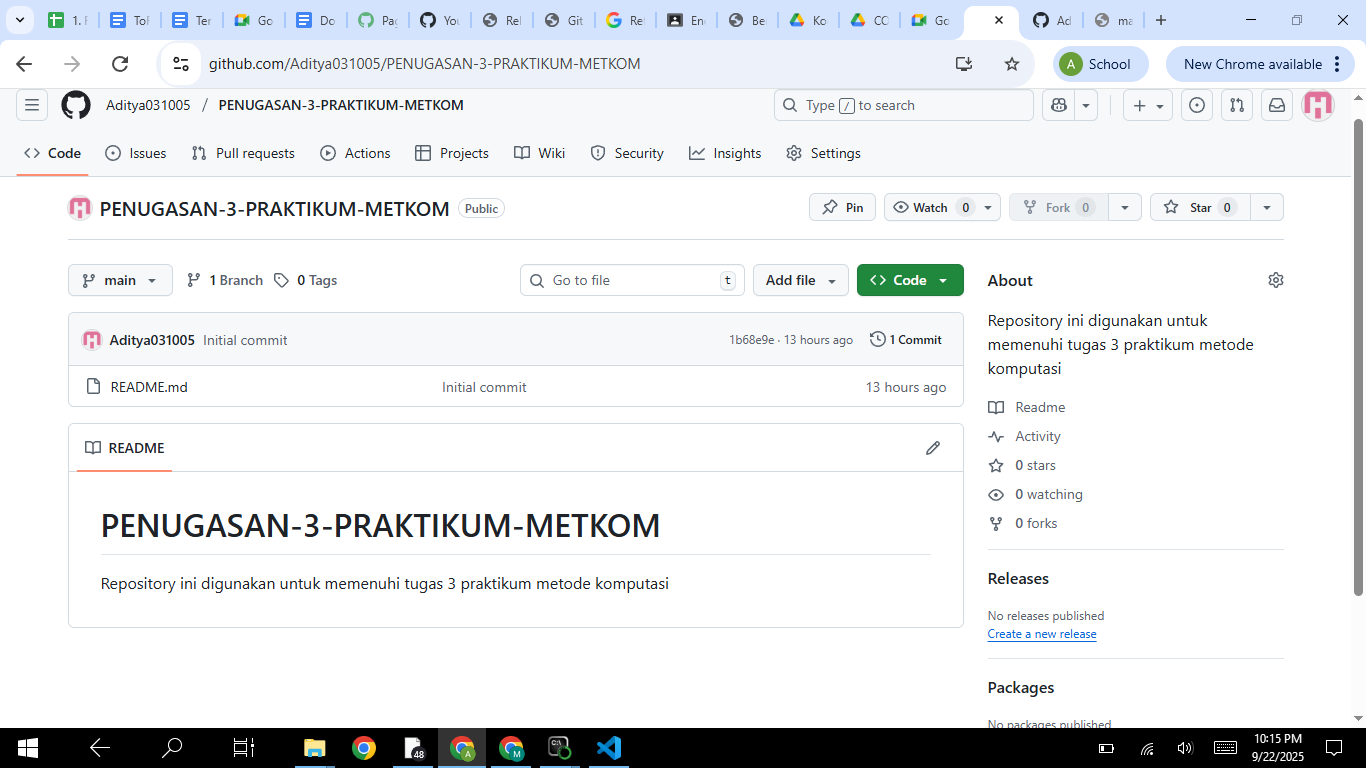 1. F
ToF
Ter
Go
Do
Pag
You
Rel
Git
Re
Enc
Be
Ko
CO
Go
Ad
ma
github.com/Aditya031005/PENUGASAN-3-PRAKTIKUM-METKOM
A School
New Chrome available
Aditya031005 / PENUGASAN-3-PRAKTIKUM-METKOM
Type / to search
Code Issues Pull requests Actions Projects Wiki Security Insights Settings
PENUGASAN-3-PRAKTIKUM-METKOM Public
Pin Watch 0 Fork 0 Star 0
main 1 Branch 0 Tags Go to file t Add file Code
About
Aditya031005 Initial commit 1b68e9e · 13 hours ago 1 Commit
README.md Initial commit 13 hours ago
Repository ini digunakan untuk
memenuhi tugas 3 praktikum metode
komputasi
Readme
Activity
0 stars
0 watching
0 forks
README
PENUGASAN-3-PRAKTIKUM-METKOM
Repository ini digunakan untuk memenuhi tugas 3 praktikum metode komputasi
Releases
No releases published
Create a new release
Packages
No packages published
48
A
M
10:15 PM
9/22/2025